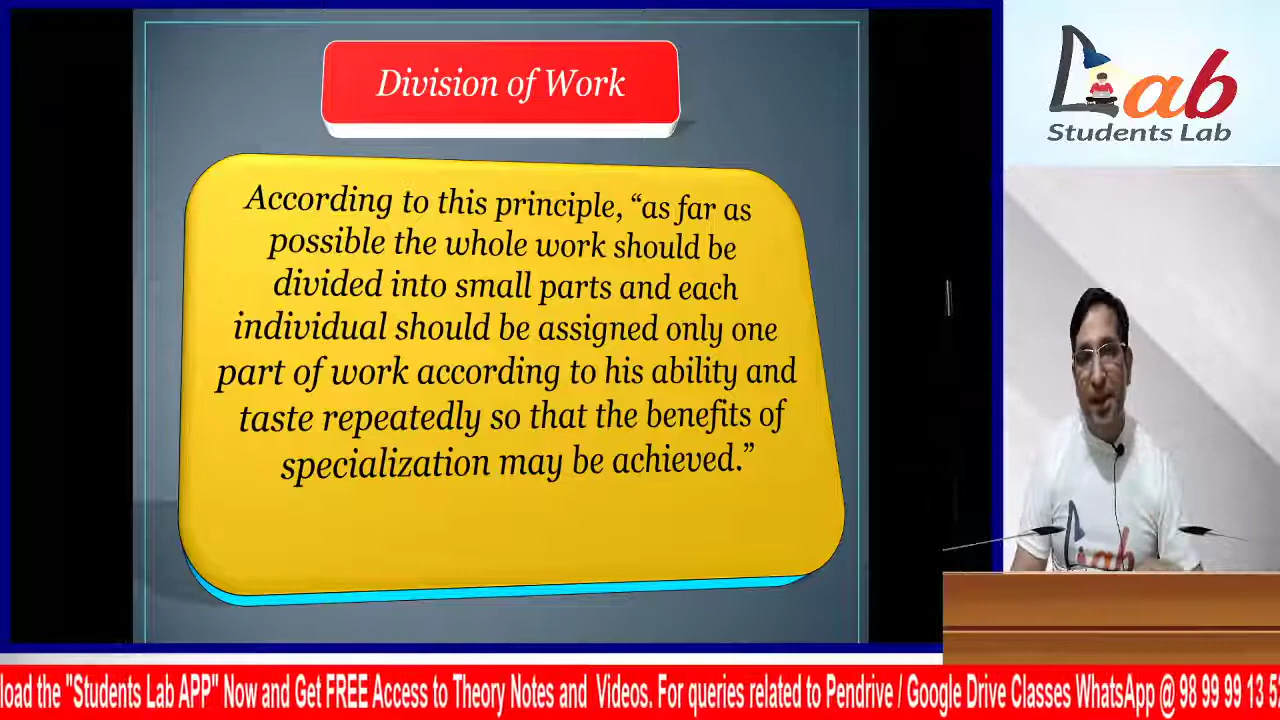 Division of Work
According to this principle, “as far as
possible the whole work should be
divided into small parts and each
individual should be assigned only one
part of work according to his ability and
taste repeatedly so that the benefits of
specialization may be achieved.”
Lab
Students Lab
Lab
load the "Students Lab APP" Now and Get FREE Access to Theory Notes and Videos. For queries related to Pendrive / Google Drive Classes WhatsApp @ 98 99 99 13 59